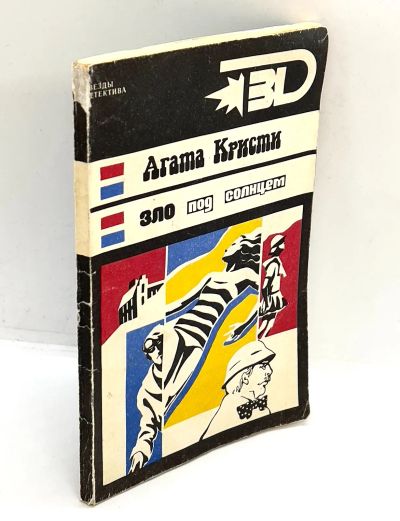 ЗВЕЗДЫ
ДЕТЕКТИВА
ЗД
Агата Кристи
ЗЛО ПОД СОЛНЦЕМ